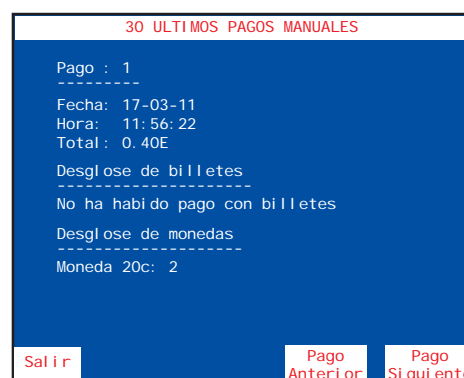 30 ULTIMOS PAGOS MANUALES
Pago : 1
---------
Fecha: 17-03-11
Hora: 11:56:22
Total: 0.40E
Desglose de billetes
---------------------
No ha habido pago con billetes
Desglose de monedas
--------------------
Moneda 20c: 2
Salir
Pago
Anterior
Pago
Siguiente